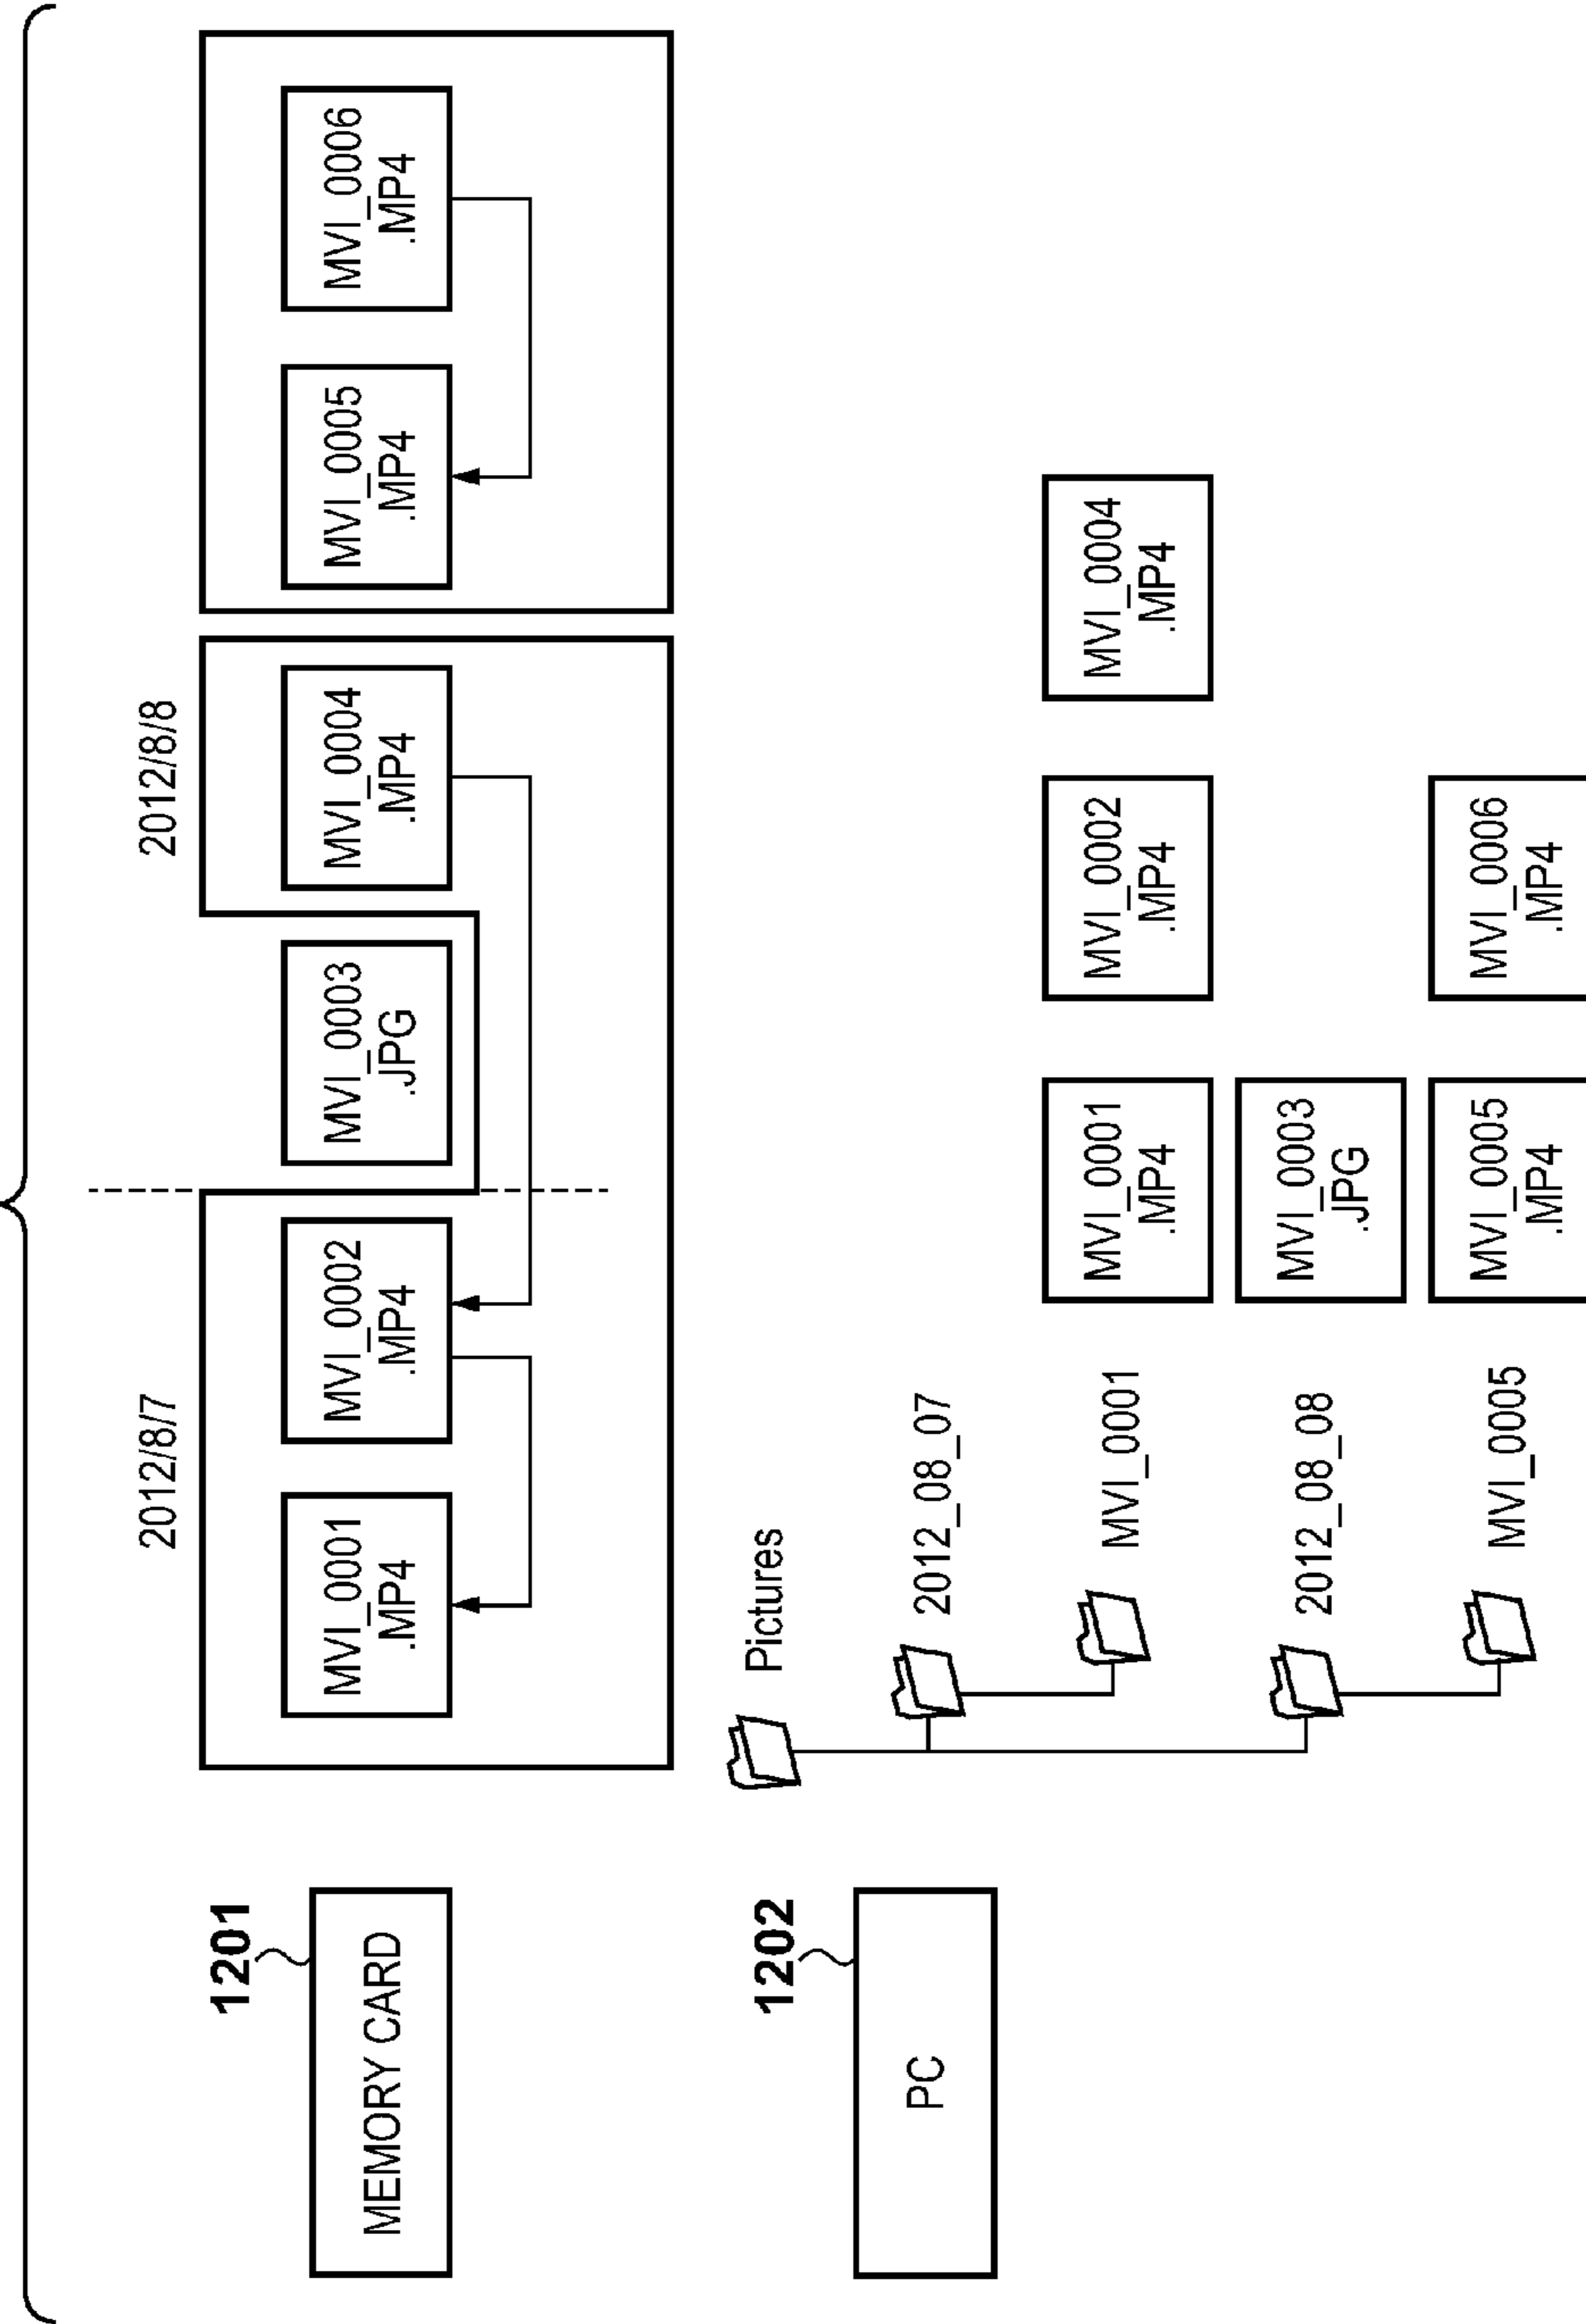 1201
MEMORY CARD
2012/8/7
2012/8/8
MVI_0001
.MP4
MVI_0002
.MP4
MVI_0003
.JPG
MVI_0004
.MP4
MVI_0005
.MP4
MVI_0006
.MP4
1202
PC
Pictures
2012_08_07
MVI_0001
MVI_0001
.MP4
MVI_0002
.MP4
MVI_0004
.MP4
2012_08_08
MVI_0003
.JPG
MVI_0005
MVI_0005
.MP4
MVI_0006
.MP4